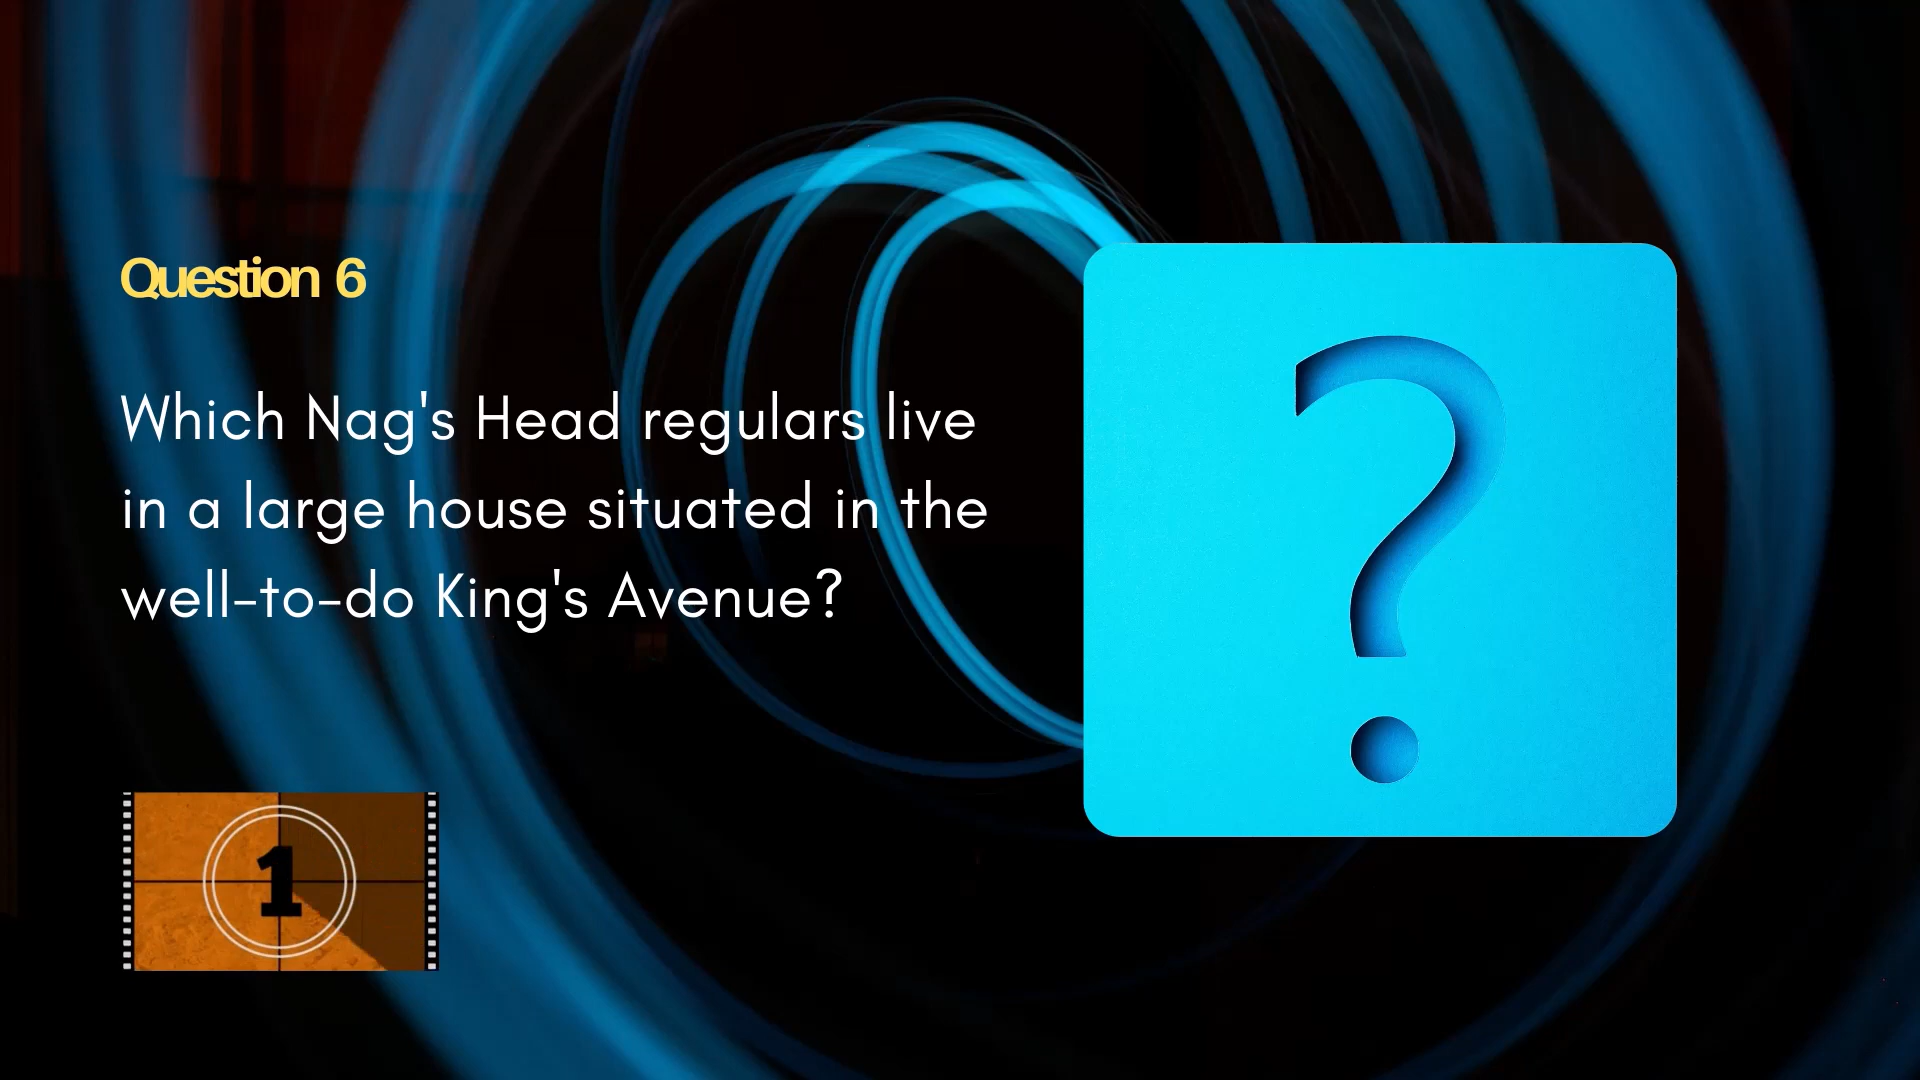 Question 6
Which Nag's Head regulars live
in a large house situated in the
well-to-do King's Avenue?
?
1